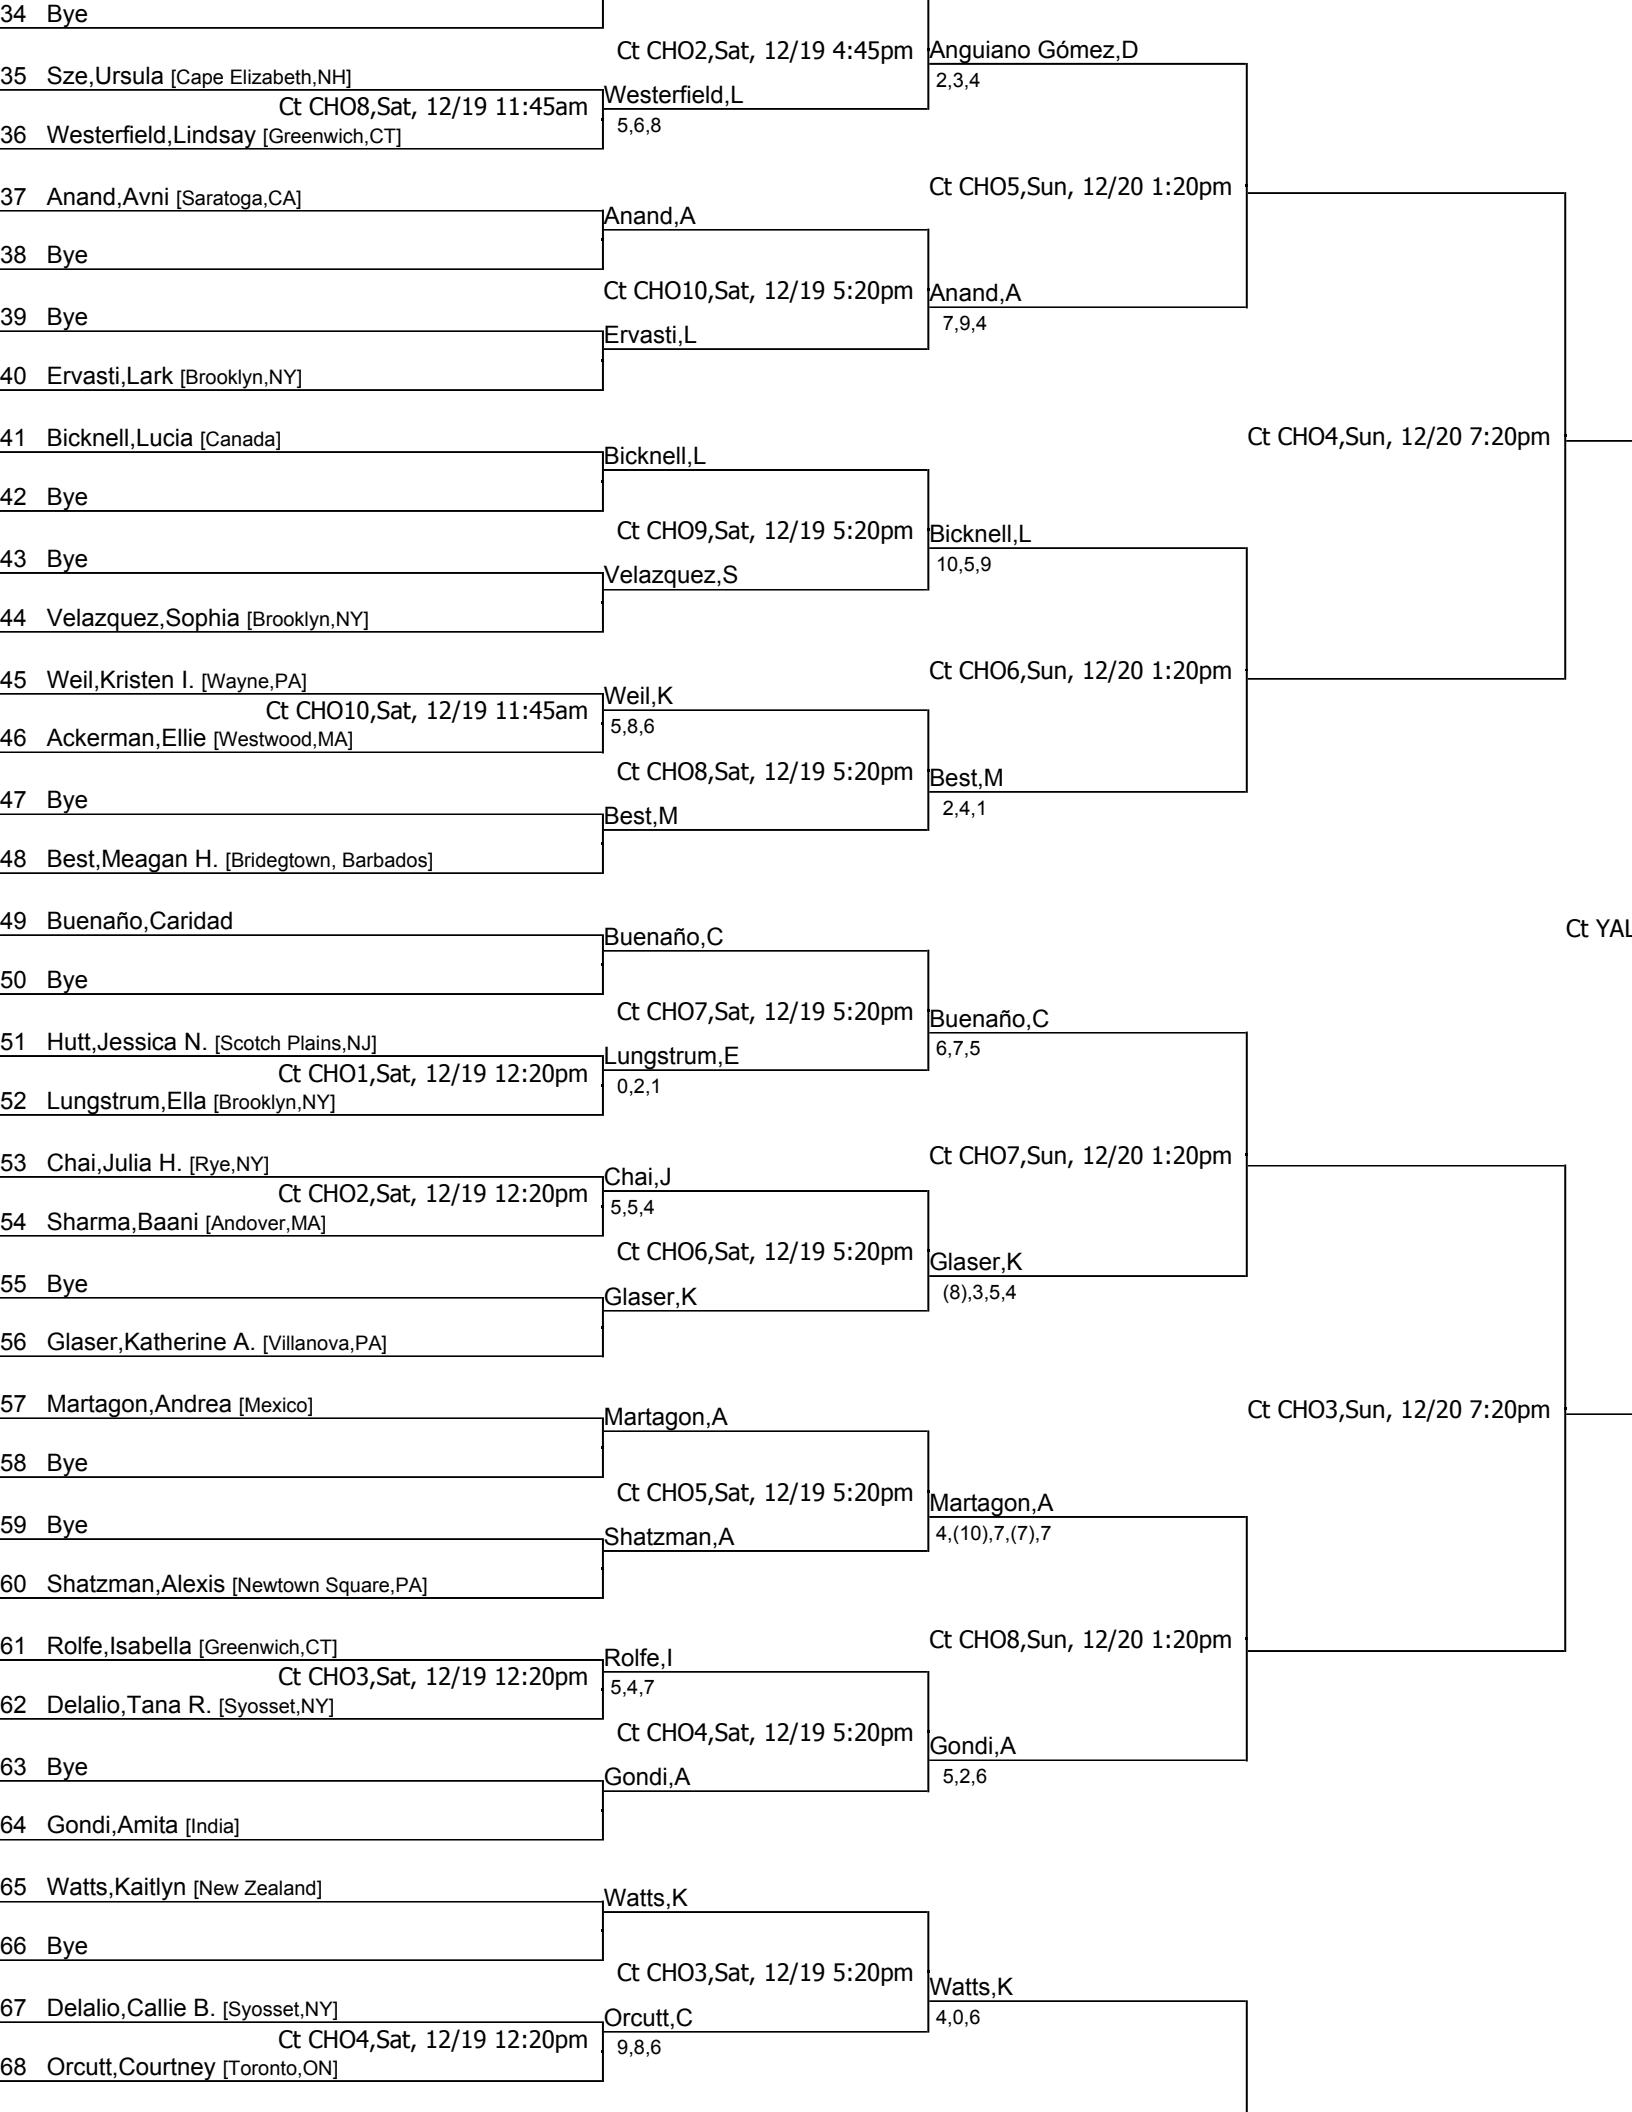 34 Bye
Ct CHO2,Sat, 12/19 4:45pm
Anguiano Gómez,D
2,3,4
35 Sze,Ursula [Cape Elizabeth,NH]
Ct CHO8,Sat, 12/19 11:45am
Westerfield,L
5,6,8
36 Westerfield,Lindsay [Greenwich,CT]
Ct CHO5,Sun, 12/20 1:20pm
37 Anand,Avni [Saratoga,CA]
Anand,A
38 Bye
Ct CHO10,Sat, 12/19 5:20pm
Anand,A
7,9,4
39 Bye
Ervasti,L
40 Ervasti,Lark [Brooklyn,NY]
Ct CHO4,Sun, 12/20 7:20pm
41 Bicknell,Lucia [Canada]
Bicknell,L
42 Bye
Ct CHO9,Sat, 12/19 5:20pm
Bicknell,L
10,5,9
43 Bye
Velazquez,S
44 Velazquez,Sophia [Brooklyn,NY]
Ct CHO6,Sun, 12/20 1:20pm
45 Weil,Kristen I. [Wayne,PA]
Ct CHO10,Sat, 12/19 11:45am
Weil,K
5,8,6
46 Ackerman,Ellie [Westwood,MA]
Ct CHO8,Sat, 12/19 5:20pm
Best,M
2,4,1
47 Bye
Best,M
48 Best,Meagan H. [Bridegtown, Barbados]
49 Buenaño,Caridad
Buenaño,C
Ct YAL
50 Bye
Ct CHO7,Sat, 12/19 5:20pm
Buenaño,C
6,7,5
51 Hutt,Jessica N. [Scotch Plains,NJ]
Ct CHO1,Sat, 12/19 12:20pm
Lungstrum,E
0,2,1
52 Lungstrum,Ella [Brooklyn,NY]
Ct CHO7,Sun, 12/20 1:20pm
53 Chai,Julia H. [Rye,NY]
Ct CHO2,Sat, 12/19 12:20pm
Chai,J
5,5,4
54 Sharma,Baani [Andover,MA]
Ct CHO6,Sat, 12/19 5:20pm
Glaser,K
(8),3,5,4
55 Bye
Glaser,K
56 Glaser,Katherine A. [Villanova,PA]
Ct CHO3,Sun, 12/20 7:20pm
57 Martagon,Andrea [Mexico]
Martagon,A
58 Bye
Ct CHO5,Sat, 12/19 5:20pm
Martagon,A
4,(10),7,(7),7
59 Bye
Shatzman,A
60 Shatzman,Alexis [Newtown Square,PA]
Ct CHO8,Sun, 12/20 1:20pm
61 Rolfe,Isabella [Greenwich,CT]
Ct CHO3,Sat, 12/19 12:20pm
Rolfe,I
5,4,7
62 Delalio,Tana R. [Syosset,NY]
Ct CHO4,Sat, 12/19 5:20pm
Gondi,A
5,2,6
63 Bye
Gondi,A
64 Gondi,Amita [India]
65 Watts,Kaitlyn [New Zealand]
Watts,K
66 Bye
Ct CHO3,Sat, 12/19 5:20pm
Watts,K
4,0,6
67 Delalio,Callie B. [Syosset,NY]
Ct CHO4,Sat, 12/19 12:20pm
Orcutt,C
9,8,6
68 Orcutt,Courtney [Toronto,ON]